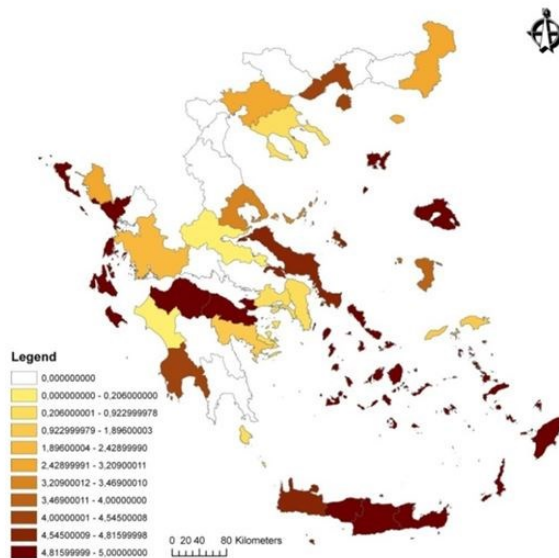 Legend
0,000000000
0,00000000 - 0,206000000
0,206000001 - 0,922999978
0,922999979 - 1,89600003
1,89600004 - 2,42899990
2,42899991 - 3,20900011
3,20900012 - 3,46900010
3,46900011 - 4,00000000
4,00000001 - 4,54500008
4,54500009 - 4,81599998
4,81599999 - 5,00000000
0 20 40 80 Kilometers